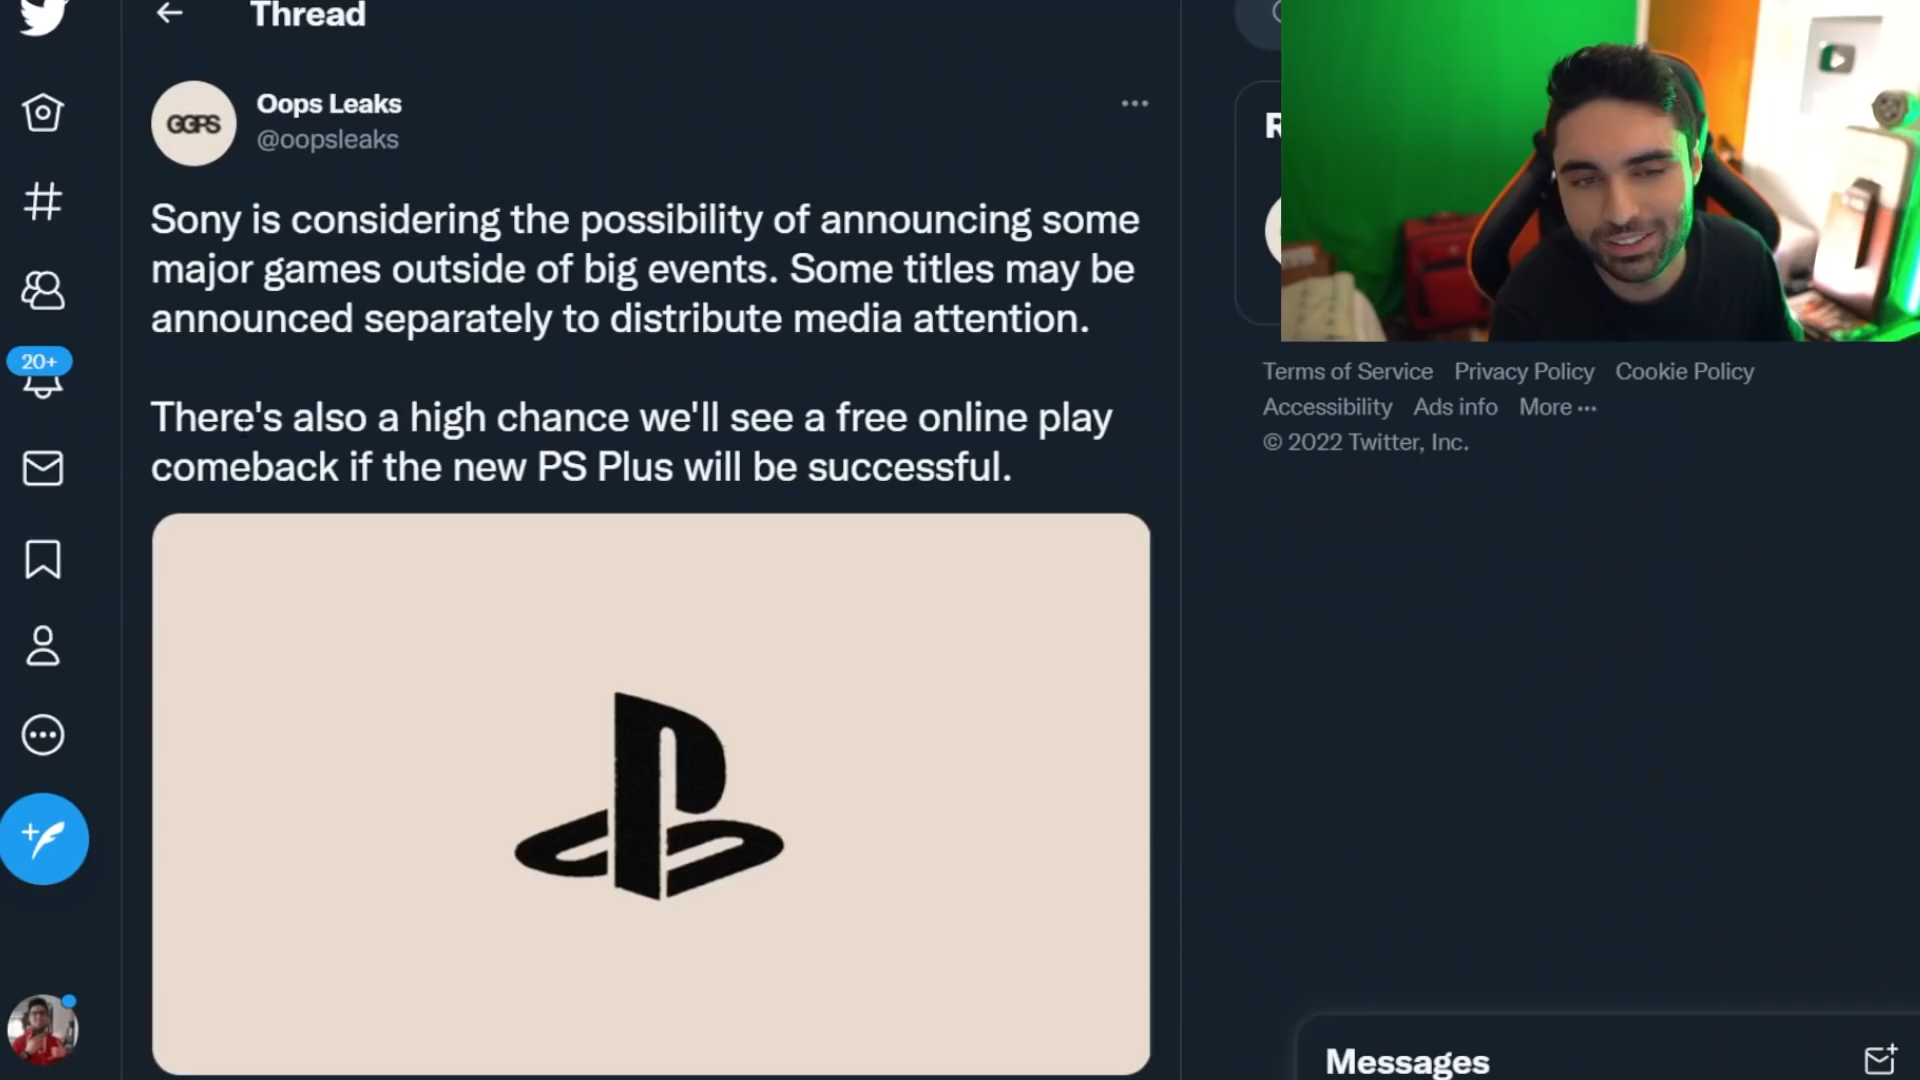 Thread
Oops Leaks
@oopsleaks
Sony is considering the possibility of announcing some
major games outside of big events. Some titles may be
announced separately to distribute media attention.
There's also a high chance we'll see a free online play
comeback if the new PS Plus will be successful.
20+
R
Terms of Service Privacy Policy Cookie Policy
Accessibility Ads info More ···
© 2022 Twitter, Inc.
Messages